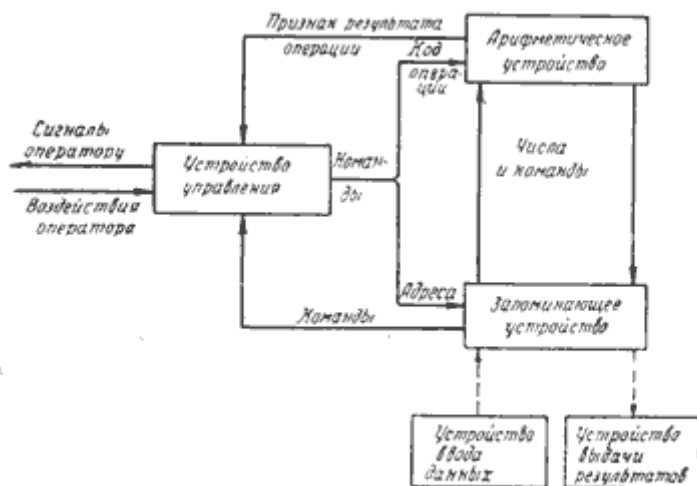 Признак результата
операции
Код
опера-
ции
Арифметическое
устройство
Сигналы
оператору
Устройство
управления
Коман-
ды
Числа
и команды
Воздействия
оператора
Адреса
Команды
Запоминающее
устройство
Устройство
ввода
данных
Устройство
выдачи
результатов